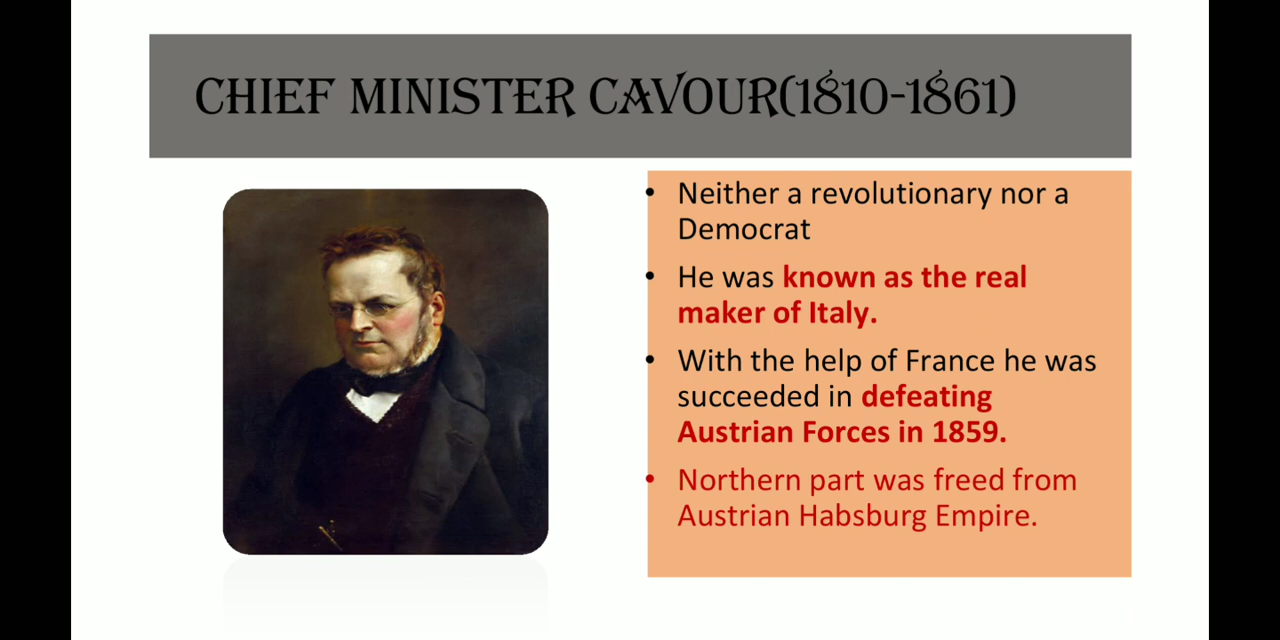 CHIEF MINISTER CAVOUR(1810-1861)
• Neither a revolutionary nor a
Democrat
• He was known as the real
maker of Italy.
• With the help of France he was
succeeded in defeating
Austrian Forces in 1859.
• Northern part was freed from
Austrian Habsburg Empire.